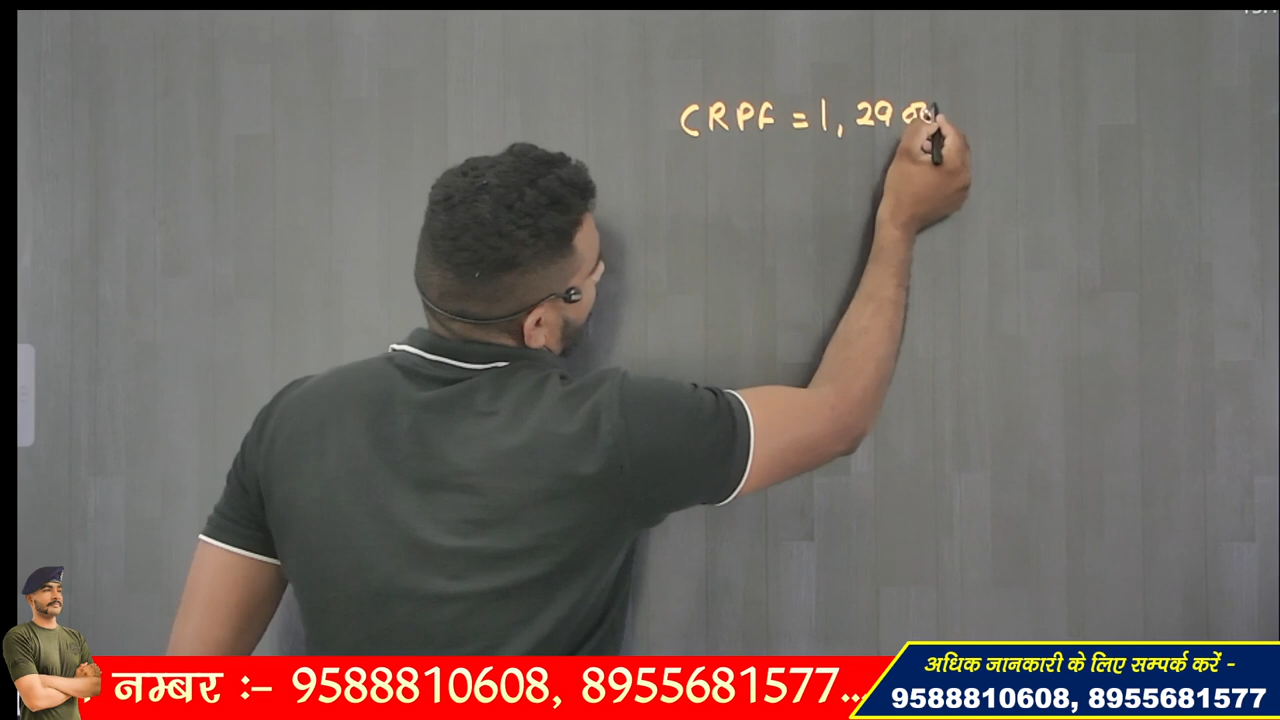 CRPF = 1, 29
नम्बर :- 9588810608, 8955681577...
अधिक जानकारी के लिए सम्पर्क करें -
9588810608, 8955681577